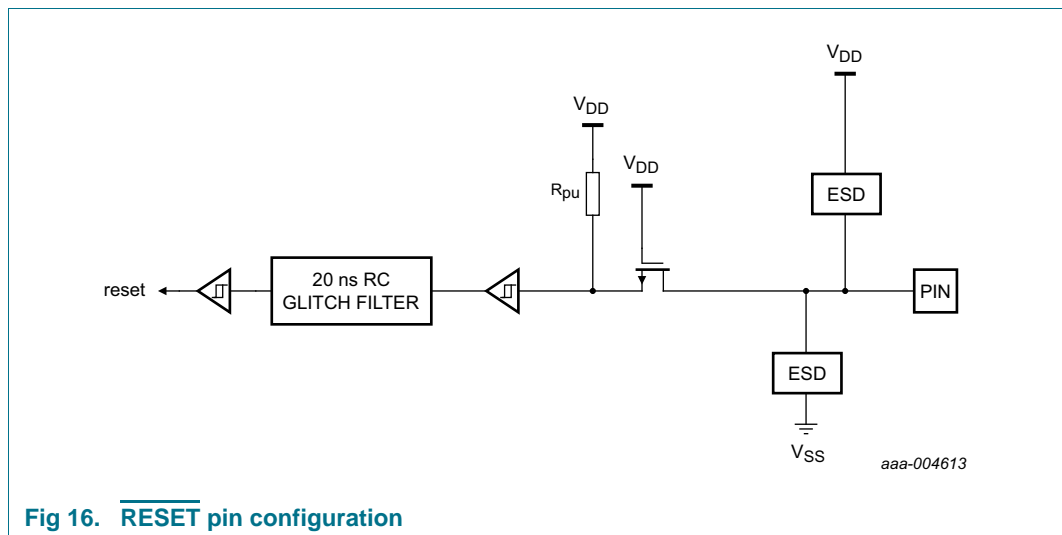 VDD
VDD
VDD
Rpu
ESD
reset
20 ns RC
GLITCH FILTER
PIN
ESD
VSS
aaa-004613
Fig 16. RESET pin configuration